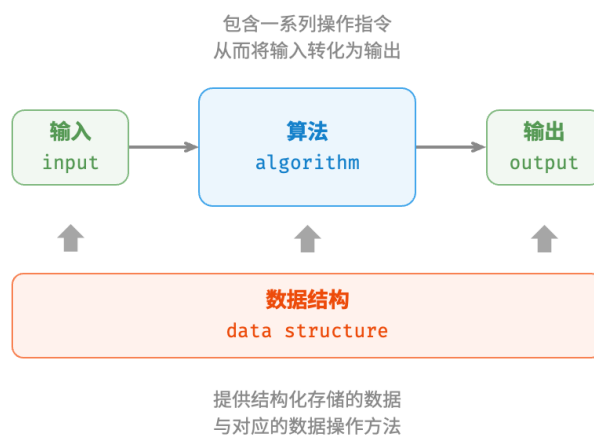 包含一系列操作指令
从而将输入转化为输出
输入
input
算法
algorithm
输出
output
数据结构
data structure
提供结构化存储的数据
与对应的数据操作方法